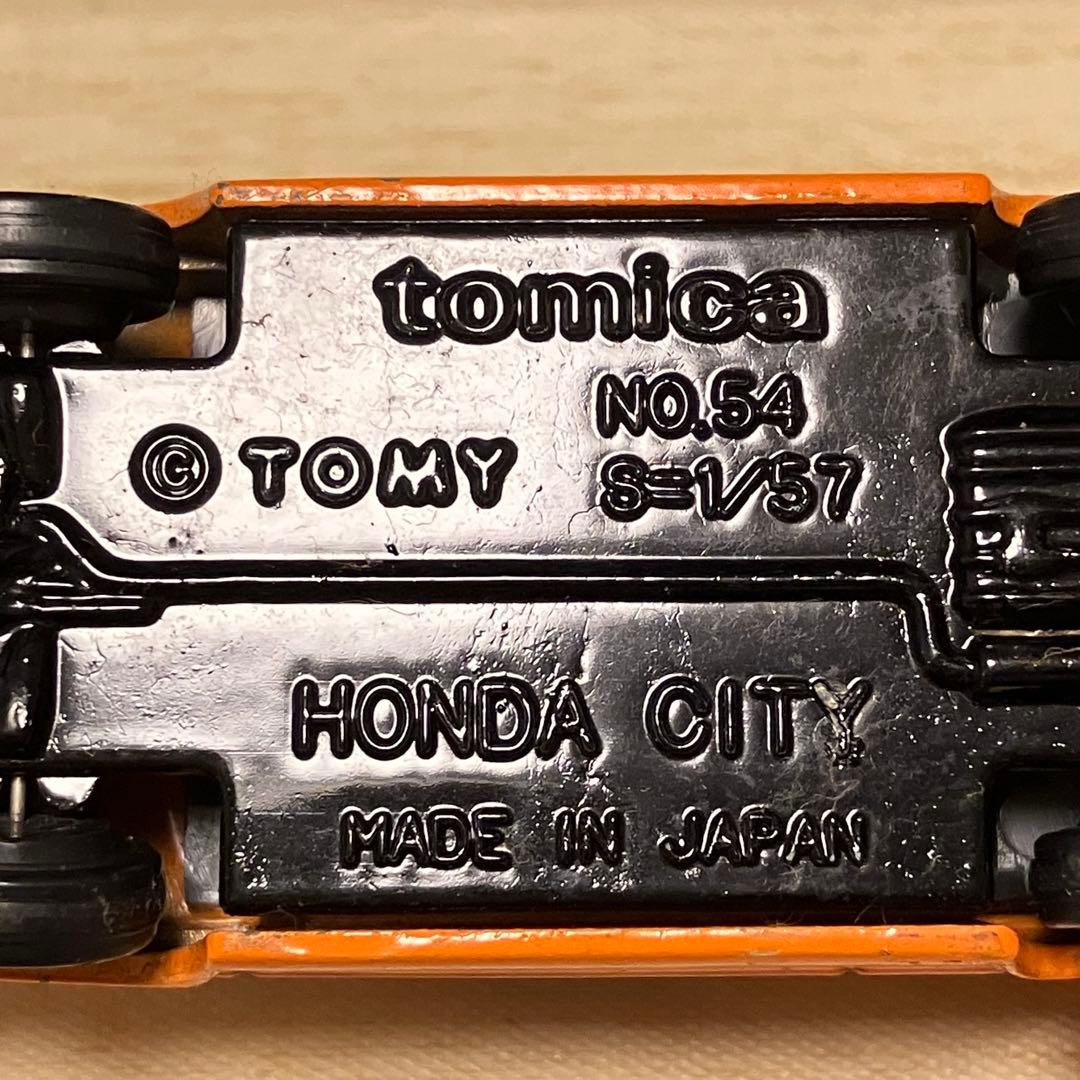 tomica
NO.54
© TOMY S=1/57
HONDA CITY
MADE IN JAPAN